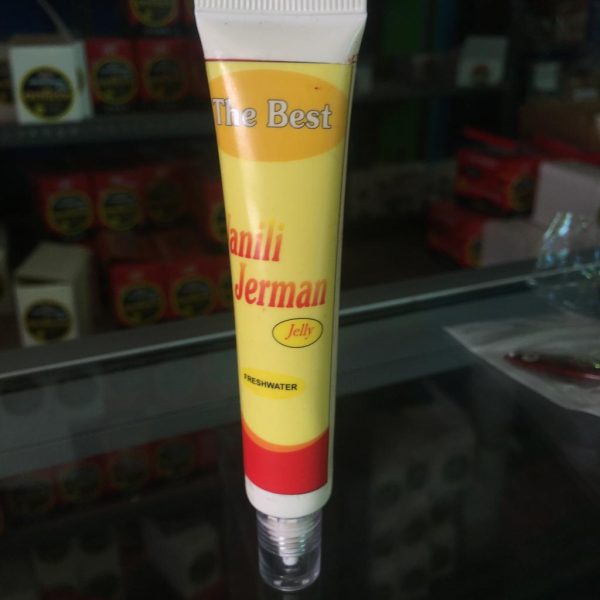 The Best
anili
Jerman
Jelly
FRESHWATER